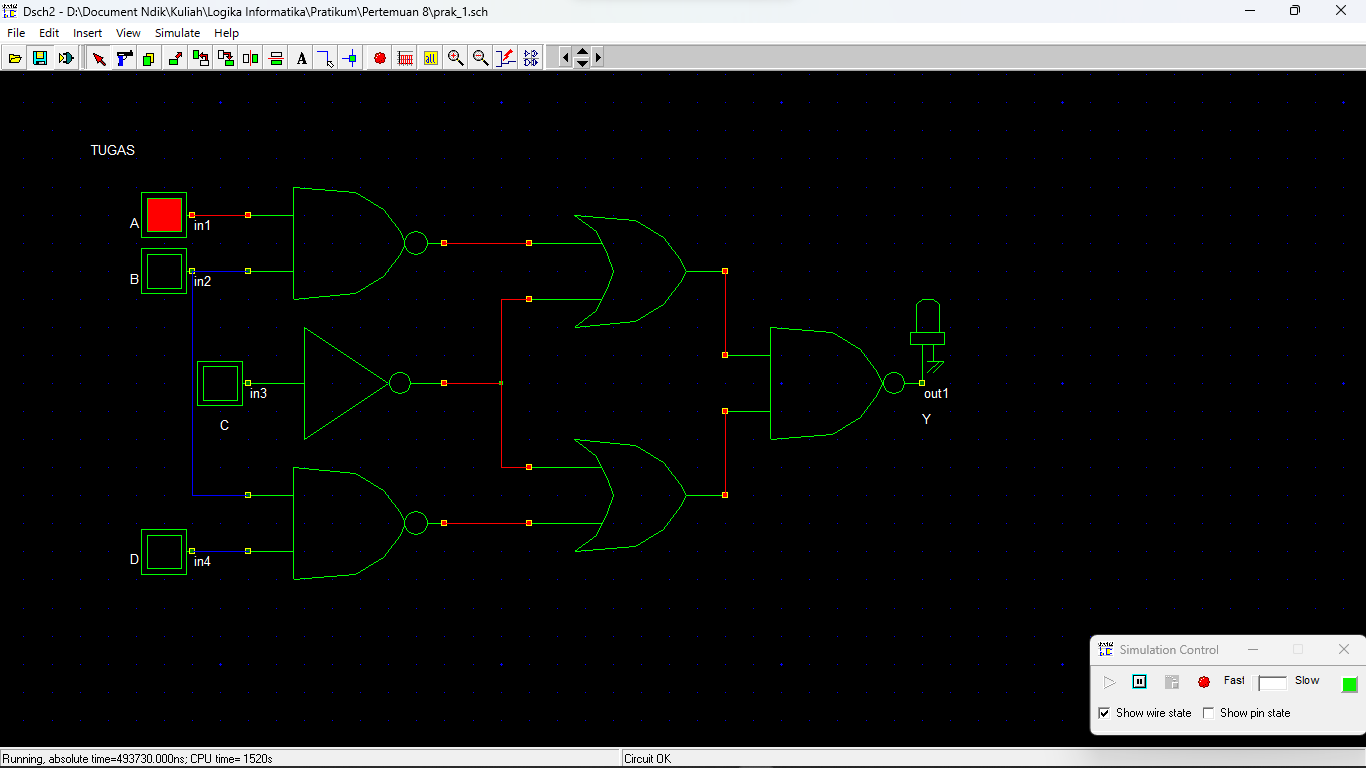 Dsch2 - D:\Document Ndik\Kuliah\Logika Informatika\Pratikum\Pertemuan 8\prak_1.sch
File Edit Insert View Simulate Help
A
TUGAS
A
in1
B
in2
in3
C
out1
Y
D
in4
Simulation Control
Fast Slow
Show wire state Show pin state
Running, absolute time=493730.000ns; CPU time= 1520s
Circuit OK